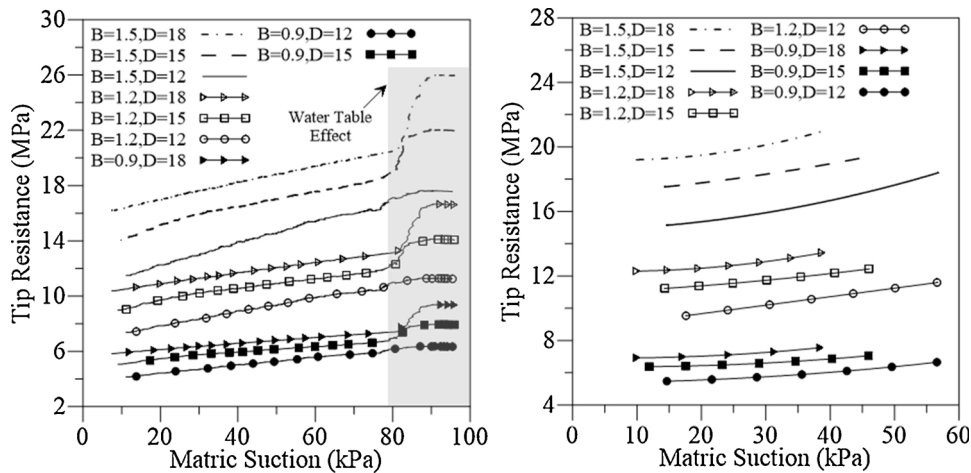 30
26
22
18
14
10
6
2
Tip Resistance (MPa)
B=1.5,D=18
B=1.5,D=15
B=1.5,D=12
B=1.2,D=18
B=1.2,D=15
B=1.2,D=12
B=0.9,D=18
B=0.9,D=12
B=0.9,D=15
Water Table
Effect
0 20 40 60 80 100
Matric Suction (kPa)
28
24
20
16
12
8
4
Tip Resistance (MPa)
B=1.5,D=18
B=1.5,D=15
B=1.5,D=12
B=1.2,D=18
B=1.2,D=15
B=1.2,D=12
B=0.9,D=18
B=0.9,D=15
B=0.9,D=12
0 10 20 30 40 50 60
Matric Suction (kPa)